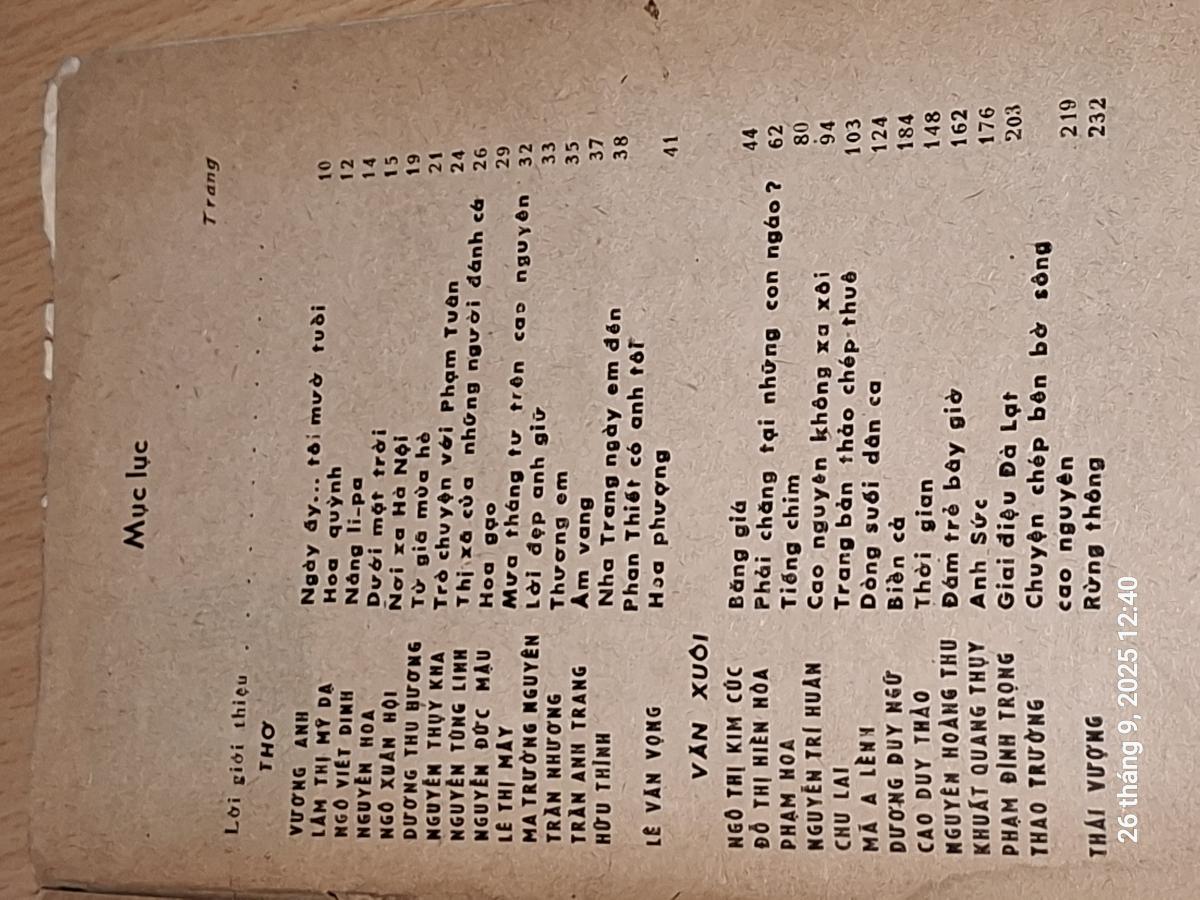 Mục lục
Trang
Lời giới thiệu
THƠ
VƯƠNG ANH Ngày ấy... tôi mười tuổi 10
LÂM THỊ MỸ DẠ Hoa quỳnh 12
NGÔ VIẾT DINH Nắng li-pa 14
NGUYỄN HOA Dưới mặt trời 15
NGÔ XUÂN HỘI Nơi xa Hà Nội 19
DƯƠNG THU HƯƠNG Từ giã mùa hè 21
NGUYỄN THỤY KHA Trò chuyện với Phạm Tuân 24
NGUYỄN TÙNG LINH Thị xã của những người đánh cá 26
NGUYỄN ĐỨC MẬU Hoa gạo 29
LÊ THỊ MÂY Mưa tháng tư trên cao nguyên 32
MA TRƯỜNG NGUYÊN Lời đẹp anh giữ 33
TRẦN NHƯƠNG Thương em 35
TRẦN ANH TRANG Âm vang 37
HỮU THỈNH Nha Trang ngày em đến 38
Phan Thiết có anh tôi
LÊ VĂN VỌNG Hoa phượng 41
VĂN XUÔI
NGÔ THỊ KIM CÚC Băng giá 44
ĐỖ THỊ HIỀN HÒA Phải chăng tại những con ngáo ? 62
PHẠM HOA Tiếng chim 80
NGUYỄN TRÍ HUÂN Cao nguyên không xa xôi 94
CHU LAI Trang bản thảo chép thuê 103
MÃ A LỀNH Dòng suối dân ca 124
DƯƠNG DUY NGỮ Biển cả 184
CAO DUY THẢO Thời gian 148
NGUYỄN HOÀNG THU Đám trẻ bây giờ 162
KHUẤT QUANG THỤY Anh Sức 176
PHẠM ĐÌNH TRỌNG Giai điệu Đà Lạt 203
THAO TRƯỜNG Chuyện chép bên bờ sông
cao nguyên 219
THÁI VƯỢNG Rừng thông 232
26 tháng 9, 2025 12:40